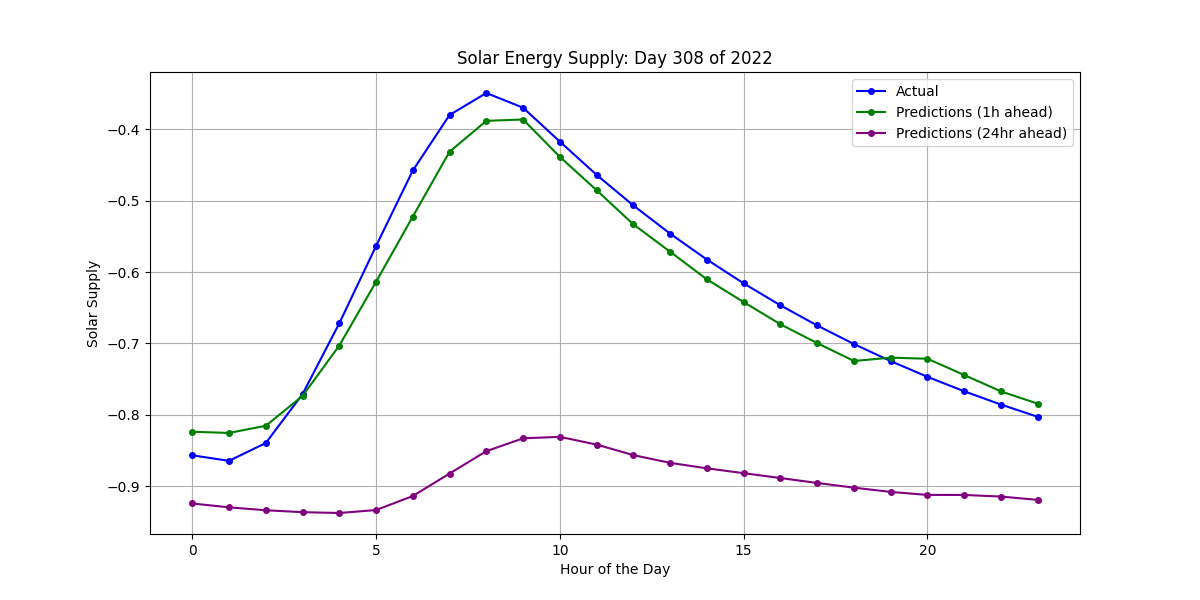 Solar Energy Supply: Day 308 of 2022
Actual
Predictions (1h ahead)
Predictions (24hr ahead)
Solar Supply
−0.4
−0.5
−0.6
−0.7
−0.8
−0.9
0
5
10
15
20
Hour of the Day